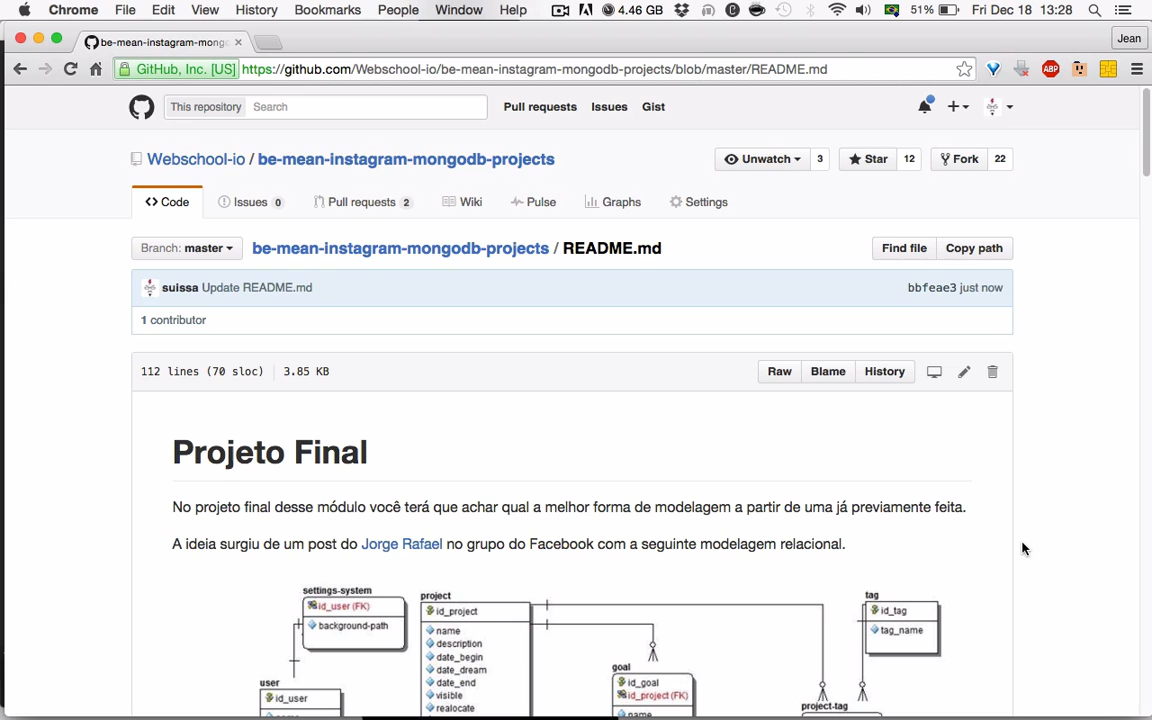 Chrome File Edit View History Bookmarks People Window Help 4.46 GB 51% Fri Dec 18 13:28
be-mean-instagram-mong Jean
GitHub, Inc. [US] https://github.com/Webschool-io/be-mean-instagram-mongodb-projects/blob/master/README.md ABP
This repository Search Pull requests Issues Gist
Webschool-io / be-mean-instagram-mongodb-projects Unwatch 3 Star 12 Fork 22
Code Issues 0 Pull requests 2 Wiki Pulse Graphs Settings
Branch: master be-mean-instagram-mongodb-projects / README.md Find file Copy path
suissa Update README.md bbfeae3 just now
1 contributor
112 lines (70 sloc) 3.85 KB Raw Blame History
Projeto Final
No projeto final desse módulo você terá que achar qual a melhor forma de modelagem a partir de uma já previamente feita.
A ideia surgiu de um post do Jorge Rafael no grupo do Facebook com a seguinte modelagem relacional.
settings-system
id_user (FK)
background-path
user
id_user
project
id_project
name
description
date_begin
date_dream
date_end
visible
realocate
goal
id_goal
id_project (FK)
name
tag
id_tag
tag_name
project-tag